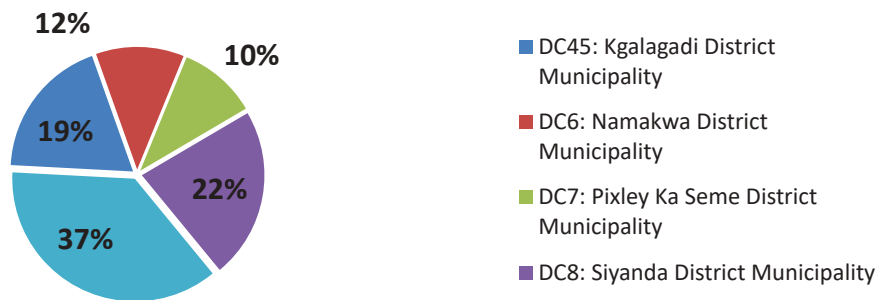 12%
10%
19%
22%
37%
DC45: Kgalagadi District
Municipality
DC6: Namakwa District
Municipality
DC7: Pixley Ka Seme District
Municipality
DC8: Siyanda District Municipality